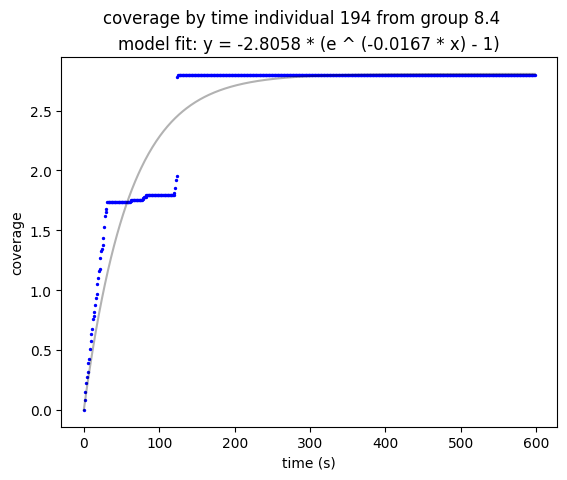 coverage by time individual 194 from group 8.4
model fit: y = -2.8058 * (e ^ (-0.0167 * x) - 1)
2.5
2.0
1.5
1.0
0.5
0.0
coverage
0 100 200 300 400 500 600
time (s)